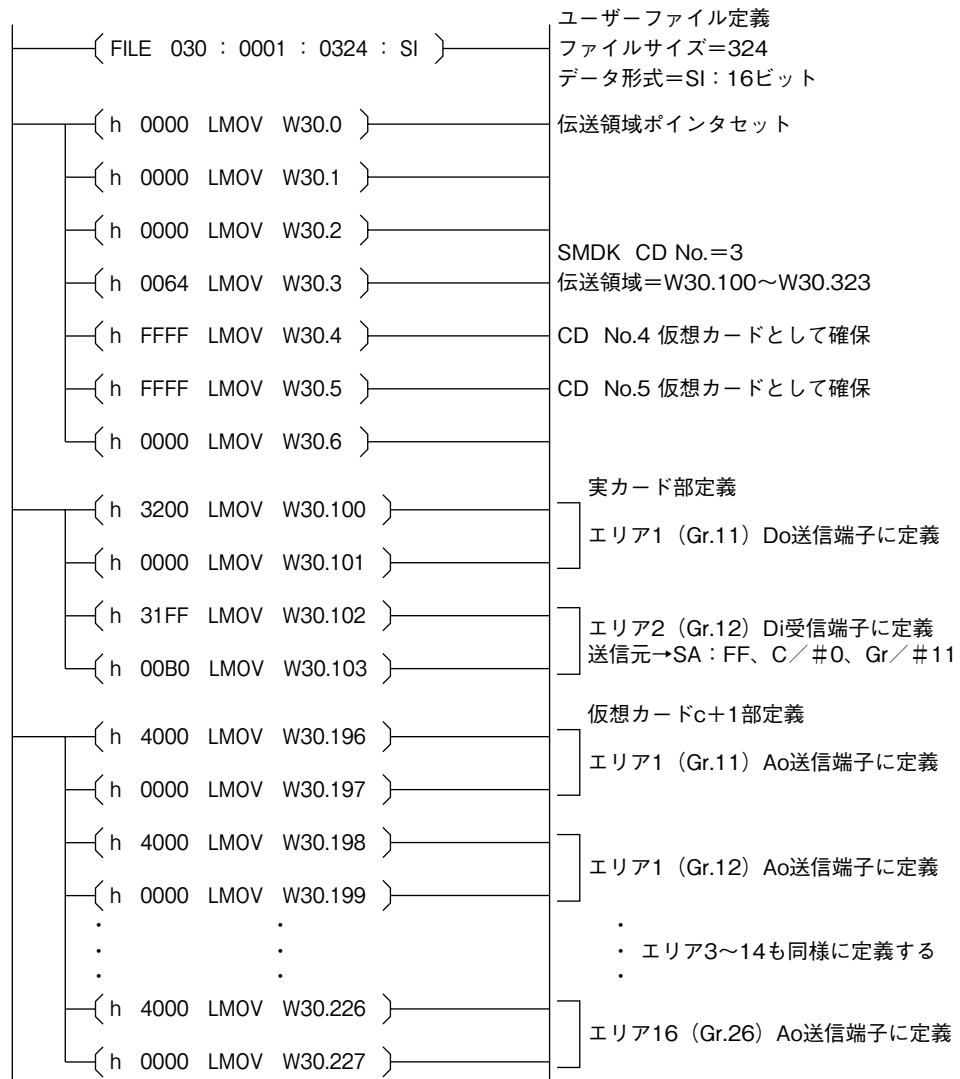 ユーザーファイル定義
FILE 030 : 0001 : 0324 : SI
ファイルサイズ＝324
データ形式＝SI：16ビット
h 0000 LMOV W30.0
伝送領域ポインタセット
h 0000 LMOV W30.1
h 0000 LMOV W30.2
SMDK CD No.＝3
h 0064 LMOV W30.3
伝送領域＝W30.100～W30.323
h FFFF LMOV W30.4
CD No.4 仮想カードとして確保
h FFFF LMOV W30.5
CD No.5 仮想カードとして確保
h 0000 LMOV W30.6
実カード部定義
h 3200 LMOV W30.100
エリア1（Gr.11）Do送信端子に定義
h 0000 LMOV W30.101
h 31FF LMOV W30.102
エリア2（Gr.12）Di受信端子に定義
送信元→SA：FF、C／＃0、Gr／＃11
h 00B0 LMOV W30.103
仮想カードc＋1部定義
h 4000 LMOV W30.196
エリア1（Gr.11）Ao送信端子に定義
h 0000 LMOV W30.197
h 4000 LMOV W30.198
エリア1（Gr.12）Ao送信端子に定義
h 0000 LMOV W30.199
・ ・ ・
・ ・ ・ エリア3～14も同様に定義する
・ ・ ・
h 4000 LMOV W30.226
エリア16（Gr.26）Ao送信端子に定義
h 0000 LMOV W30.227